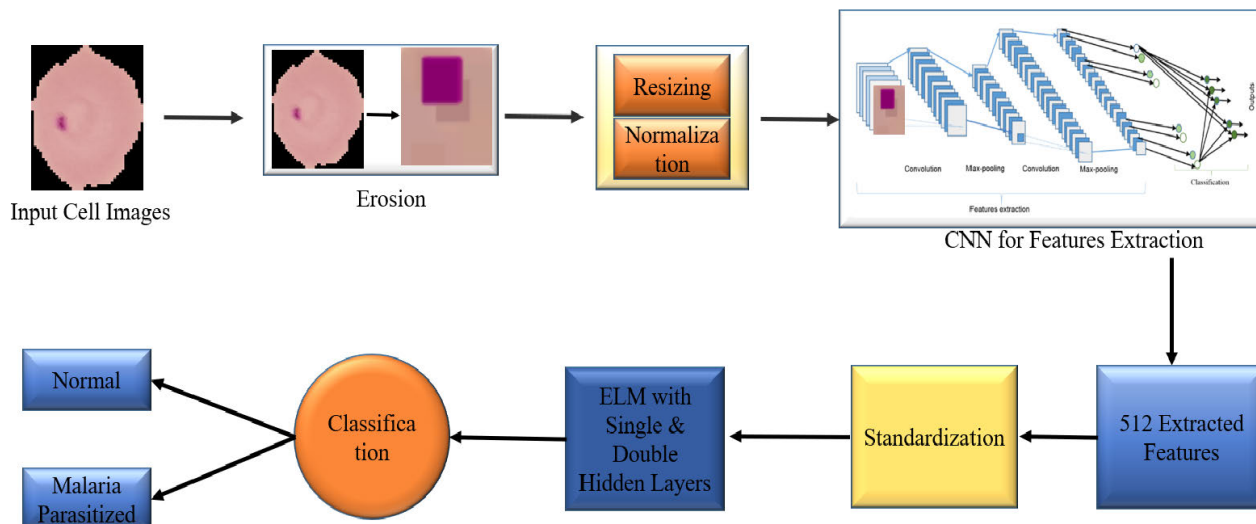 Input Cell Images
Erosion
Resizing
Normaliza
tion
Convolution
Max-pooling
Convolution
Max-pooling
Features extraction
Classification
Outputs
CNN for Features Extraction
512 Extracted
Features
Standardization
ELM with
Single &
Double
Hidden Layers
Classifica
tion
Normal
Malaria
Parasitized